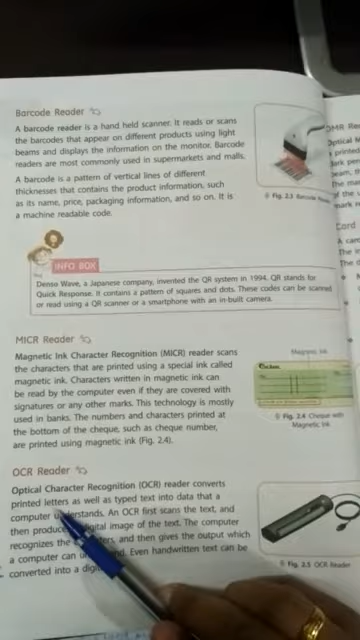 Barcode Reader
A barcode reader is a hand held scanner. It reads or scans
the barcodes that appear on different products using light
beams and displays the information on the monitor. Barcode
readers are most commonly used in supermarkets and malls.
A barcode is a pattern of vertical lines of different
thicknesses that contains the product information, such
as its name, price, packaging information, and so on. It is
a machine readable code.
Fig. 2.3 Barcode
INFO BOX
Denso Wave, a Japanese company, invented the QR system in 1994. QR stands for
Quick Response. It contains a pattern of squares and dots. These codes can be scanned
or read using a QR scanner or a smartphone with an in-built camera.
MICR Reader
Magnetic Ink Character Recognition (MICR) reader scans
the characters that are printed using a special ink called
magnetic ink. Characters written in magnetic ink can
be read by the computer even if they are covered with
signatures or any other marks. This technology is mostly
used in banks. The numbers and characters printed at
the bottom of the cheque, such as cheque number,
are printed using magnetic ink (Fig. 2.4).
Magnetic ink
Fig. 2.4 Cheque with
Magnetic ink
OCR Reader
Optical Character Recognition (OCR) reader converts
printed letters as well as typed text into data that a
computer understands. An OCR first scans the text, and
then digital image of the text. The computer
recognizes the and then gives the output which
a computer can Even handwritten text can be
converted into a
Fig. 2.5 OCR Reader
OMR
Optical
printed
Card
A card
The
The